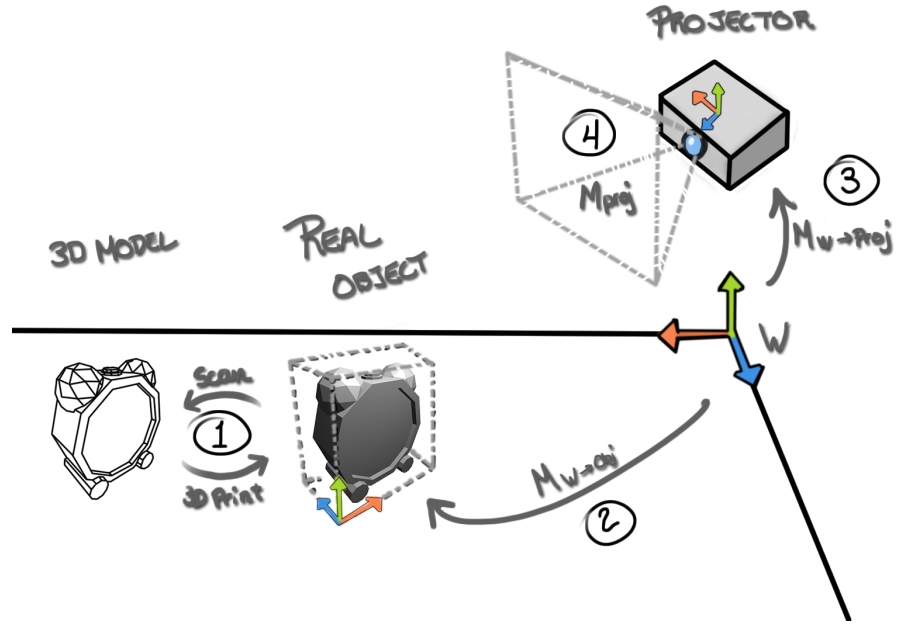 PROJECTOR
4
3
Mproj
MW→Proj
3D MODEL
REAL
OBJECT
W
Scan
1
3D Print
MW→Obj
2